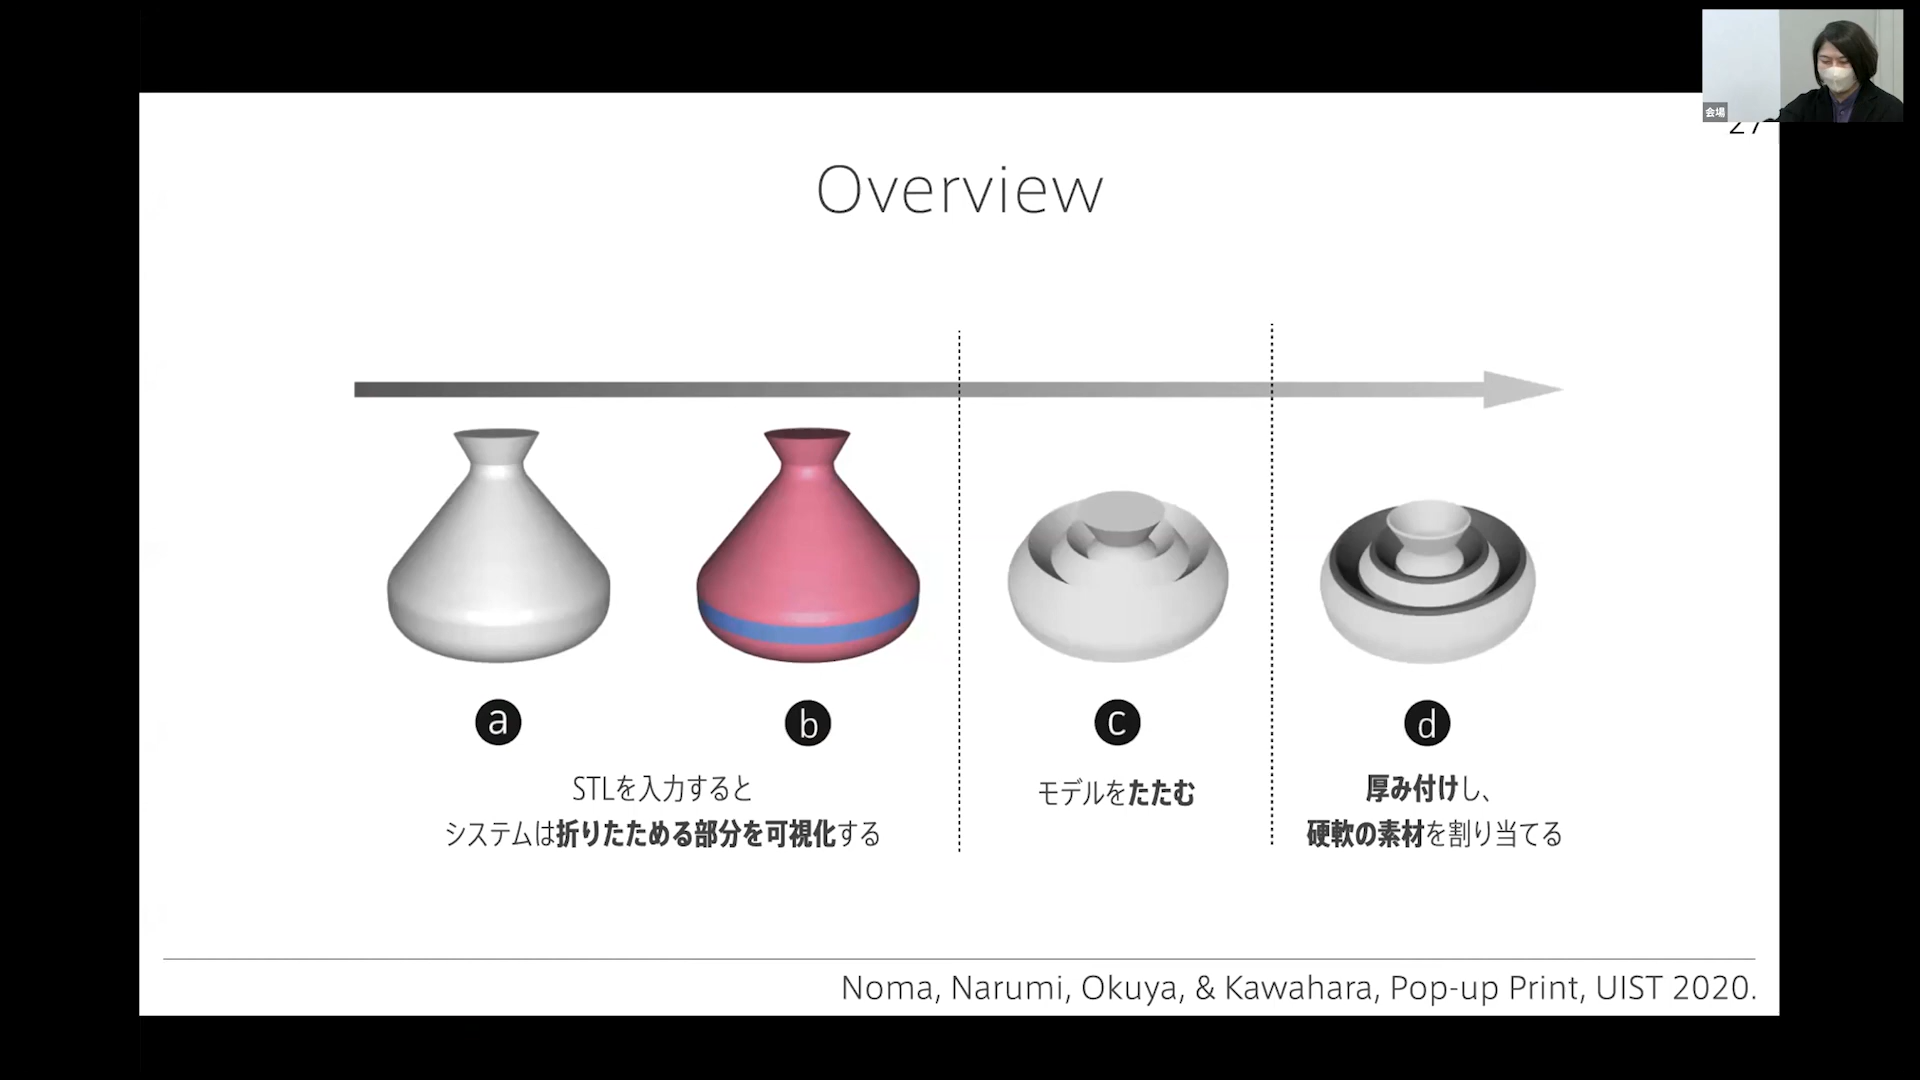 会場
27
Overview
a
b
c
d
STLを入力すると
システムは折りたためる部分を可視化する
モデルをたたむ
厚み付けし、
硬軟の素材を割り当てる
Noma, Narumi, Okuya, & Kawahara, Pop-up Print, UIST 2020.